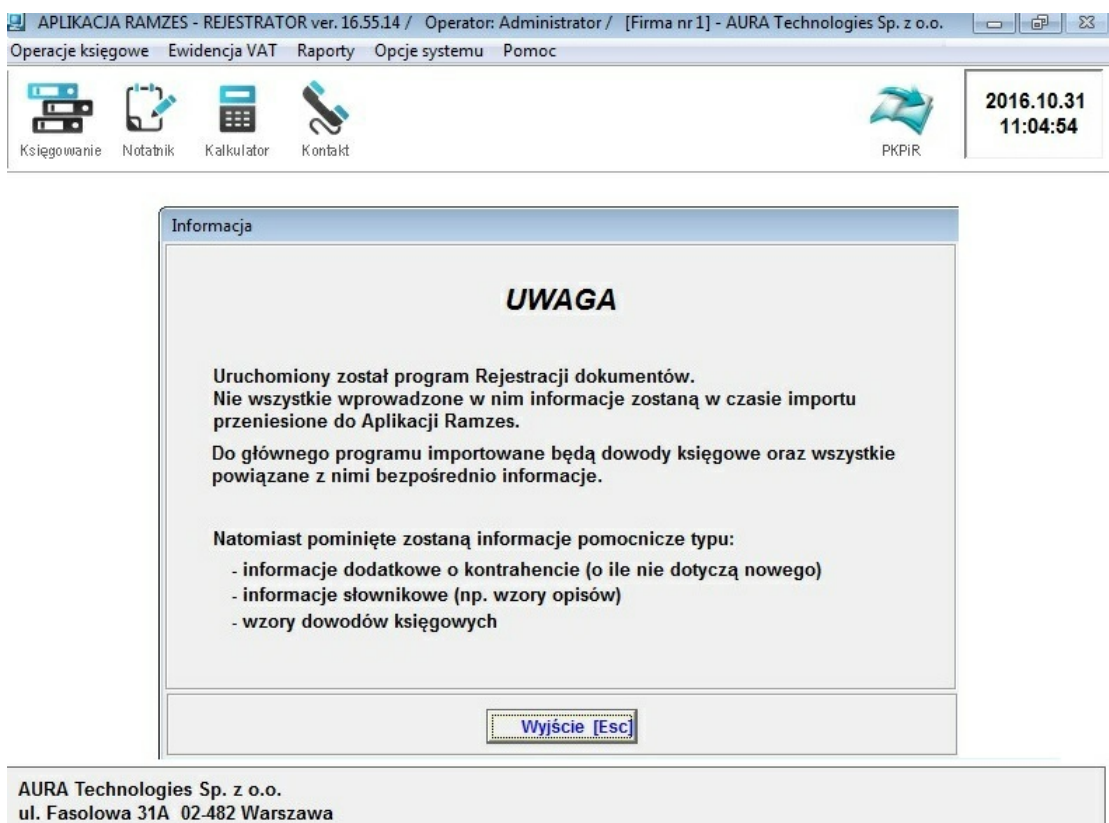 APLIKACJA RAMZES - REJESTRATOR ver. 16.55.14 / Operator: Administrator / [Firma nr 1] - AURA Technologies Sp. z o.o.
Operacje księgowe Ewidencja VAT Raporty Opcje systemu Pomoc
Księgowanie Notatnik Kalkulator Kontakt PKPiR
2016.10.31
11:04:54
Informacja
UWAGA
Uruchomiony został program Rejestracji dokumentów.
Nie wszystkie wprowadzone w nim informacje zostaną w czasie importu
przeniesione do Aplikacji Ramzes.
Do głównego programu importowane będą dowody księgowe oraz wszystkie
powiązane z nimi bezpośrednio informacje.
Natomiast pominięte zostaną informacje pomocnicze typu:
- informacje dodatkowe o kontrahencie (o ile nie dotyczą nowego)
- informacje słownikowe (np. wzory opisów)
- wzory dowodów księgowych
Wyjście [Esc]
AURA Technologies Sp. z o.o.
ul. Fasolowa 31A 02-482 Warszawa